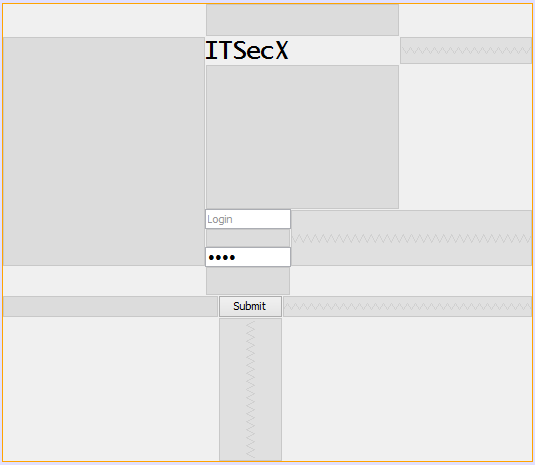 ITSecX
Login
••••
Submit